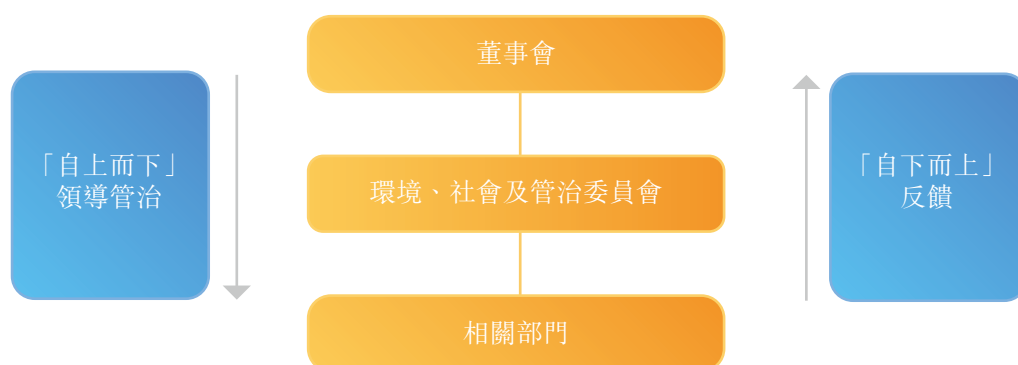 董事會
「自上而下」
領導管治
環境、社會及管治委員會
「自下而上」
反饋
相關部門